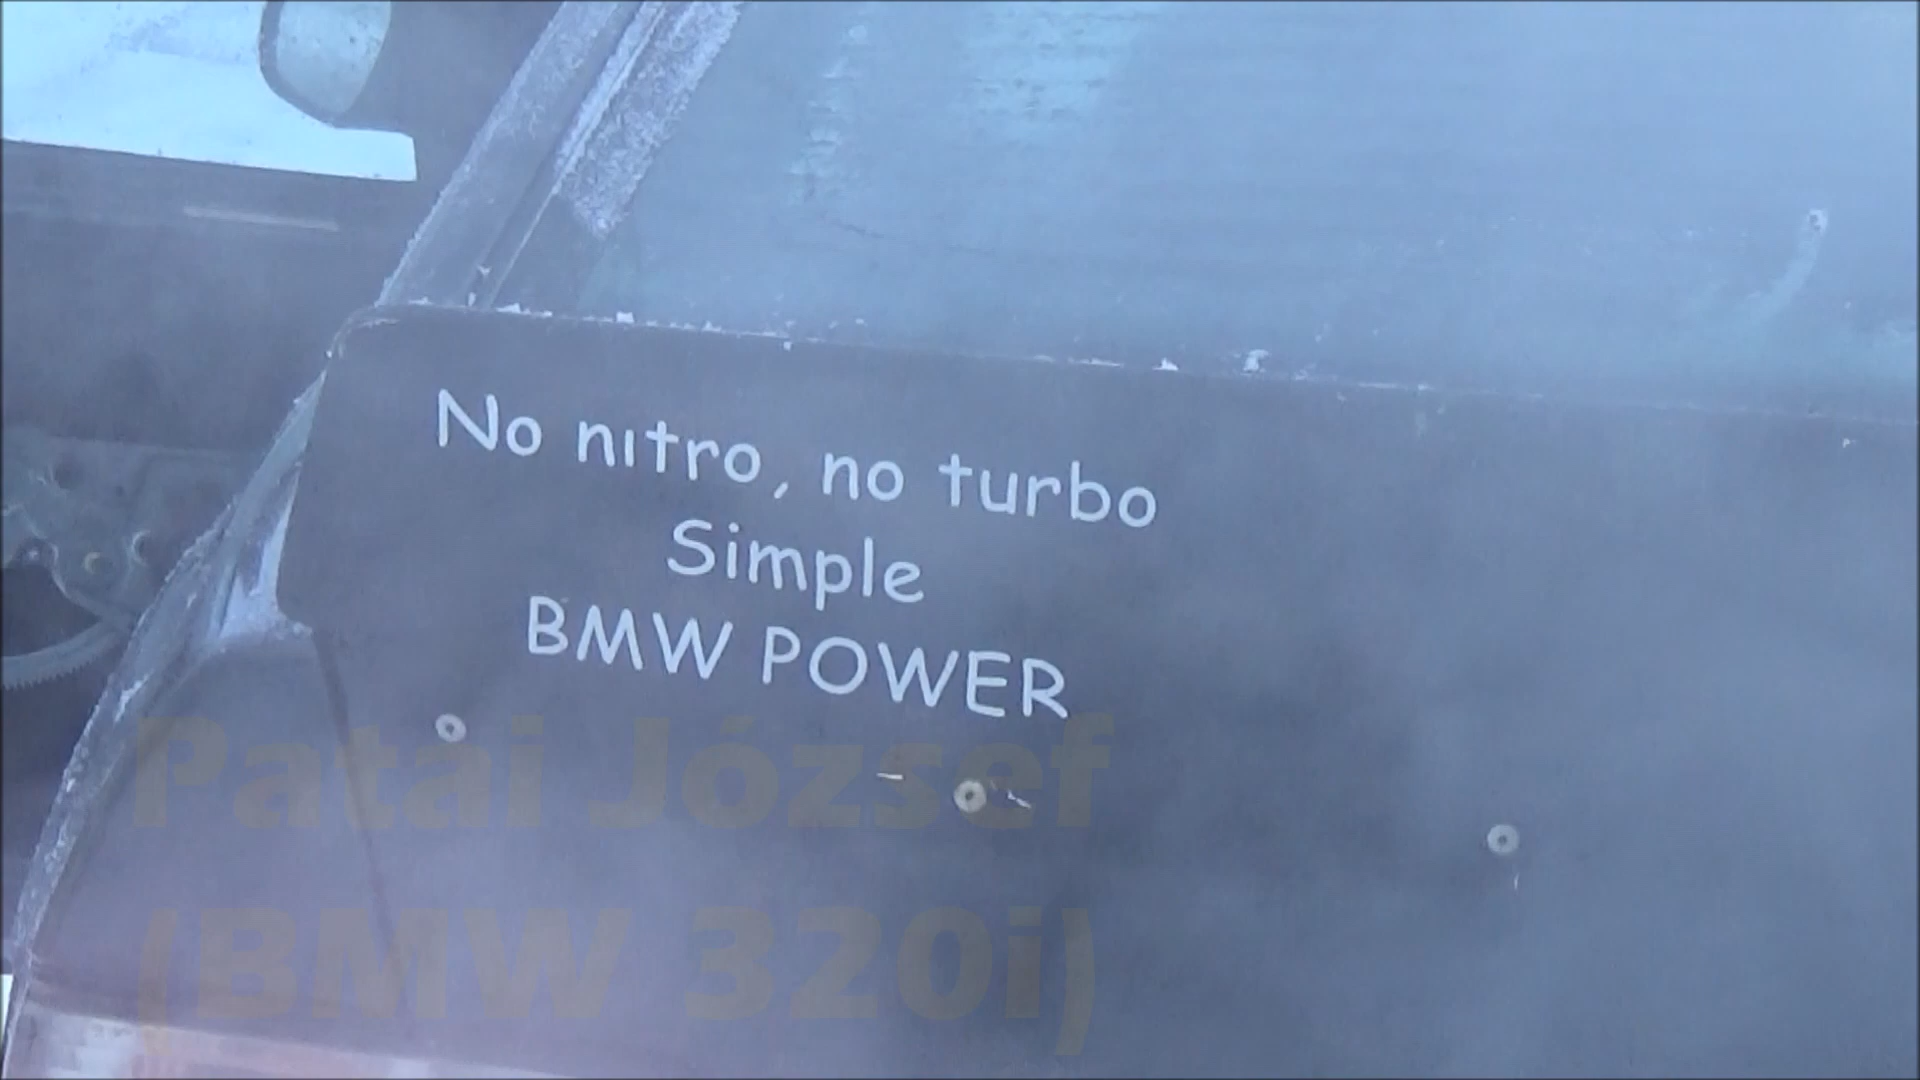 No nitro, no turbo
Simple
BMW POWER
Patai József
(BMW 320i)